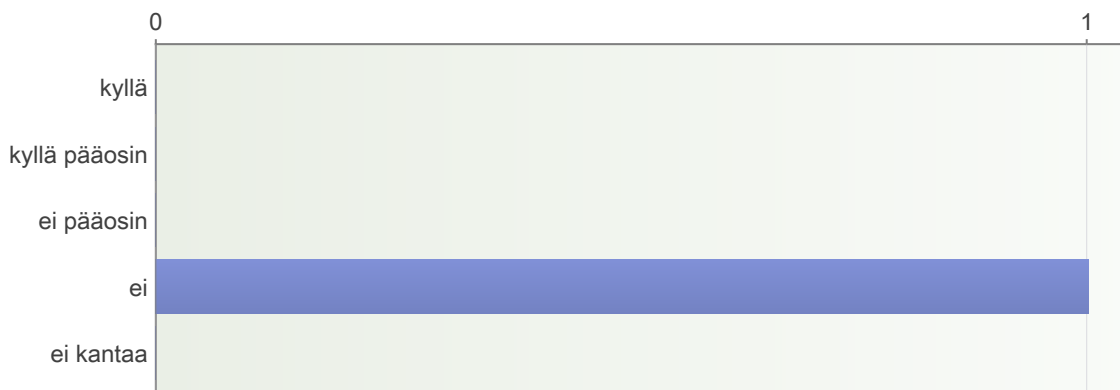 0 1
kyllä
kyllä pääosin
ei pääosin
ei
ei kantaa